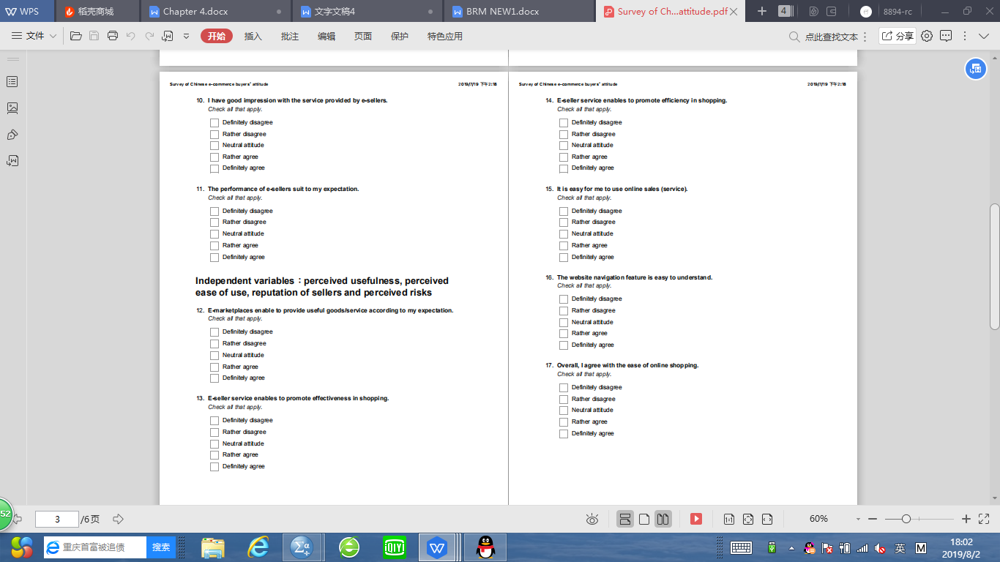 WPS
稻壳商城
Chapter 4.docx
文字文稿4
BRM NEW1.docx
Survey of Ch...attitude.pdf
4
8894-rc
文件
开始
插入
批注
编辑
页面
保护
特色应用
点此查找文本
分享
Survey of Chinese e-commerce buyers' attitude
2019/7/19 下午2:18
10. I have good impression with the service provided by e-sellers.
Check all that apply.
Definitely disagree
Rather disagree
Neutral attitude
Rather agree
Definitely agree
11. The performance of e-sellers suit to my expectation.
Check all that apply.
Definitely disagree
Rather disagree
Neutral attitude
Rather agree
Definitely agree
Independent variables：perceived usefulness, perceived
ease of use, reputation of sellers and perceived risks
12. E-marketplaces enable to provide useful goods/service according to my expectation.
Check all that apply.
Definitely disagree
Rather disagree
Neutral attitude
Rather agree
Definitely agree
13. E-seller service enables to promote effectiveness in shopping.
Check all that apply.
Definitely disagree
Rather disagree
Neutral attitude
Rather agree
Definitely agree
Survey of Chinese e-commerce buyers' attitude
2019/7/19 下午2:18
14. E-seller service enables to promote efficiency in shopping.
Check all that apply.
Definitely disagree
Rather disagree
Neutral attitude
Rather agree
Definitely agree
15. It is easy for me to use online sales (service).
Check all that apply.
Definitely disagree
Rather disagree
Neutral attitude
Rather agree
Definitely agree
16. The website navigation feature is easy to understand.
Check all that apply.
Definitely disagree
Rather disagree
Neutral attitude
Rather agree
Definitely agree
17. Overall, I agree with the ease of online shopping.
Check all that apply.
Definitely disagree
Rather disagree
Neutral attitude
Rather agree
Definitely agree
52
3
/6页
1:1
60%
重庆首富被追债
搜索
iQIYI
英
M
18:02
2019/8/2